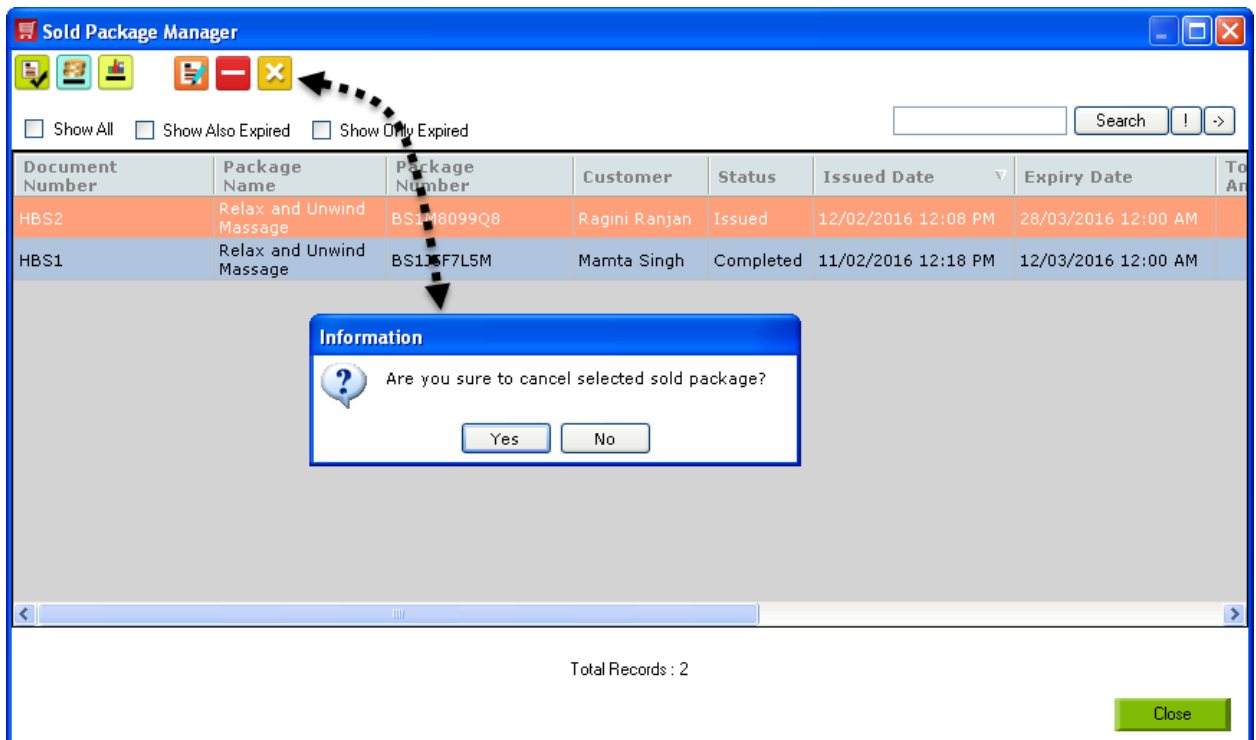 Sold Package Manager
Show All Show Also Expired Show Only Expired Search ! ->
Document Number Package Name Package Number Customer Status Issued Date Expiry Date
HBS2 Relax and Unwind Massage Ragini Ranjan Issued 12/02/2016 12:08 PM 28/03/2016 12:00 AM
HBS1 Relax and Unwind Massage Mamta Singh Completed 11/02/2016 12:18 PM 12/03/2016 12:00 AM
Information
Are you sure to cancel selected sold package?
Yes No
Total Records : 2
Close